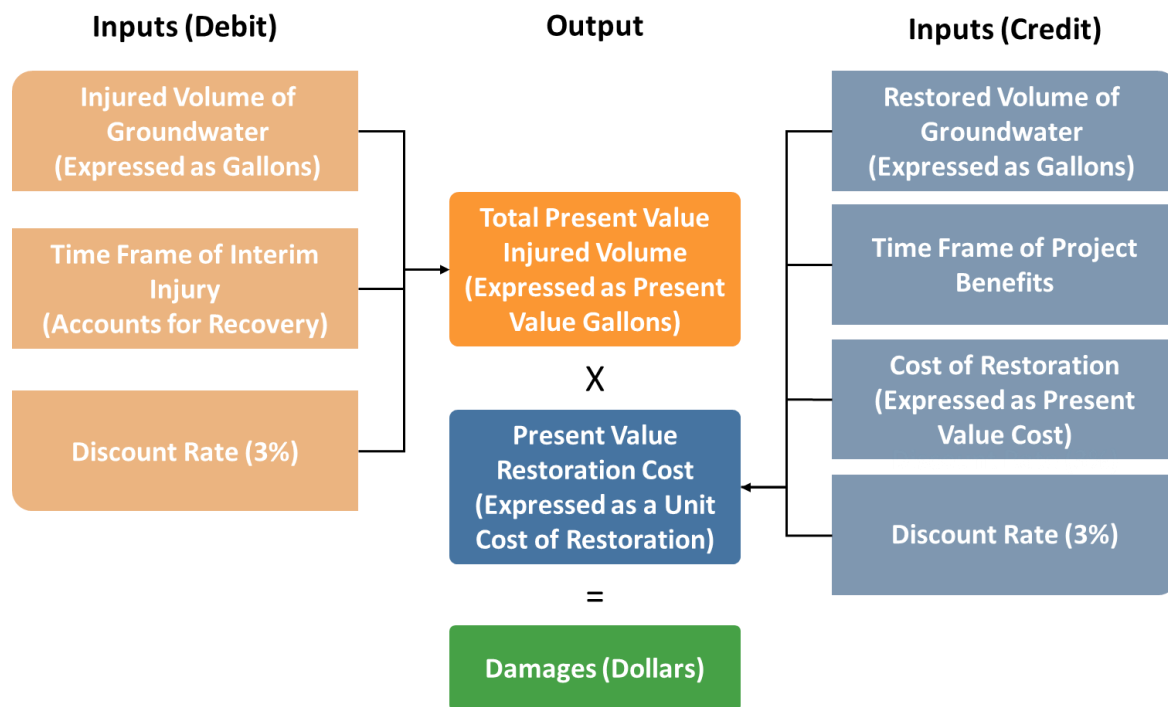 Inputs (Debit)
Output
Inputs (Credit)
Injured Volume of
Groundwater
(Expressed as Gallons)
Time Frame of Interim
Injury
(Accounts for Recovery)
Discount Rate (3%)
Total Present Value
Injured Volume
(Expressed as Present
Value Gallons)
X
Present Value
Restoration Cost
(Expressed as a Unit
Cost of Restoration)
=
Damages (Dollars)
Restored Volume of
Groundwater
(Expressed as Gallons)
Time Frame of Project
Benefits
Cost of Restoration
(Expressed as Present
Value Cost)
Discount Rate (3%)